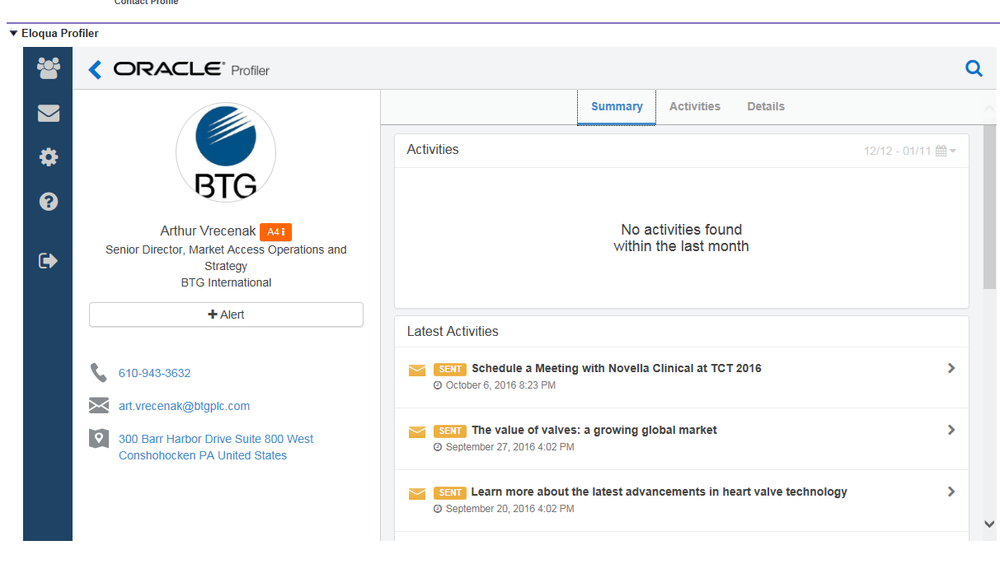 Contact Profile
Eloqua Profiler
ORACLE® Profiler
Summary Activities Details
BTG
Arthur Vrecenak A4 i
Senior Director, Market Access Operations and
Strategy
BTG International
+ Alert
610-943-3632
art.vrecenak@btgplc.com
300 Barr Harbor Drive Suite 800 West
Conshohocken PA United States
Activities 12/12 - 01/11
No activities found
within the last month
Latest Activities
SENT Schedule a Meeting with Novella Clinical at TCT 2016
October 6, 2016 8:23 PM
SENT The value of valves: a growing global market
September 27, 2016 4:02 PM
SENT Learn more about the latest advancements in heart valve technology
September 20, 2016 4:02 PM